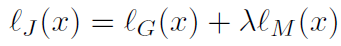 ℓ_J(x) = ℓ_G(x) + λℓ_M(x)